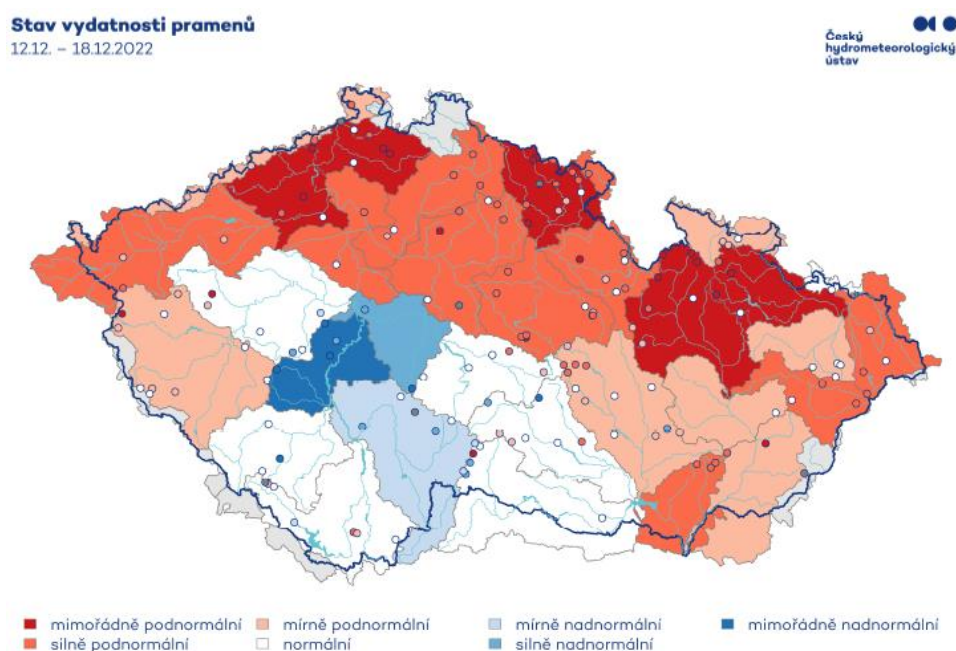 Stav vydatnosti pramenů
12.12. – 18.12.2022
Český
hydrometeorologický
ústav
mimořádně podnormální
mírně podnormální
mírně nadnormální
mimořádně nadnormální
silně podnormální
normální
silně nadnormální